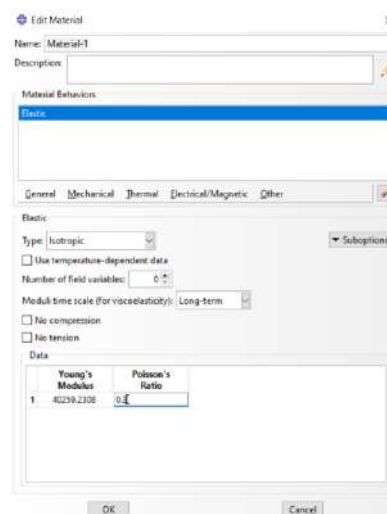 Edit Material
Name: Material-1
Description:
Material Behaviors
Elastic
General Mechanical Thermal Electrical/Magnetic Other
Elastic
Type: Isotropic
Suboptions
Use temperature-dependent data
Number of field variables: 0
Moduli time scale (for viscoelasticity): Long-term
No compression
No tension
Data
Young's Modulus
Poisson's Ratio
1 40259.2308
OK Cancel